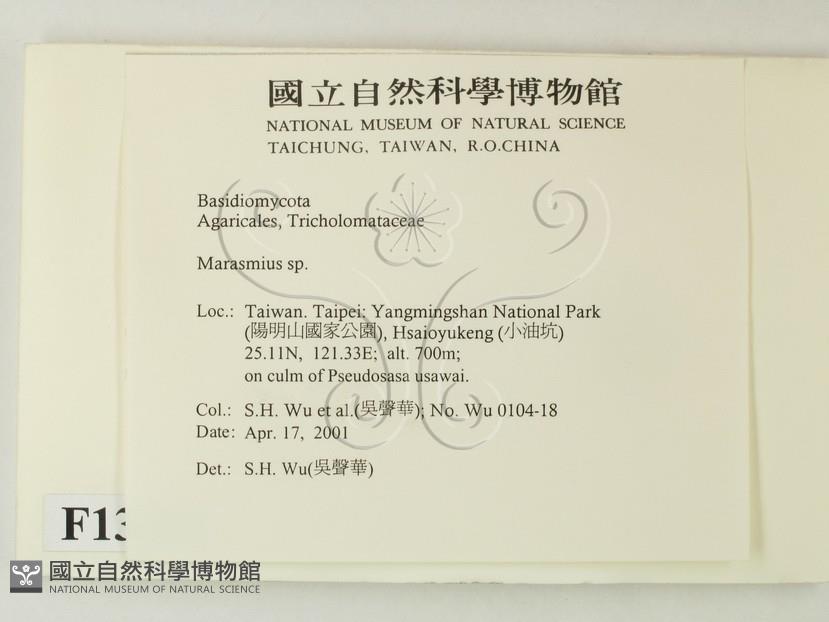 國立自然科學博物館
NATIONAL MUSEUM OF NATURAL SCIENCE
TAICHUNG, TAIWAN, R.O.CHINA
Basidiomycota
Agaricales, Tricholomataceae
Marasmius sp.
Loc.: Taiwan. Taipei: Yangmingshan National Park
(陽明山國家公園), Hsaioyukeng (小油坑)
25.11N, 121.33E; alt. 700m;
on culm of Pseudosasa usawai.
Col.: S.H. Wu et al.(吳聲華); No. Wu 0104-18
Date: Apr. 17, 2001
Det.: S.H. Wu(吳聲華)
國立自然科學博物館
NATIONAL MUSEUM OF NATURAL SCIENCE